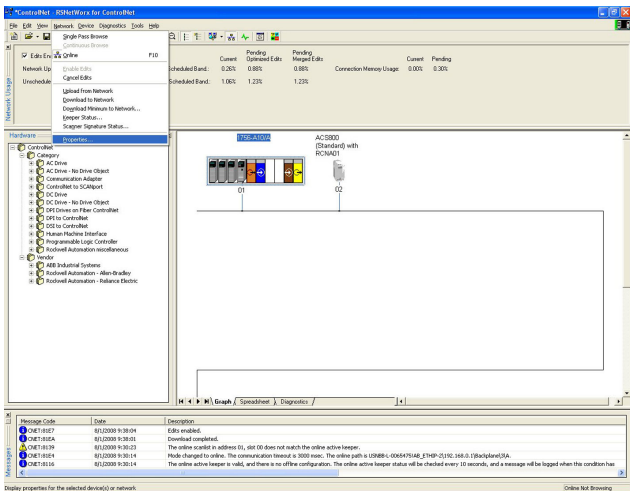 *ControlNet - RSNetWorx for ControlNet
File Edit View Network Device Diagnostics Tools Help
Single Pass Browse
Continuous Browse
Online F10
Enable Edits
Cancel Edits
Upload from Network
Download to Network
Download Minimum to Network...
Keeper Status...
Scanner Signature Status...
Properties...
Network Usage
Edits En
Network Up
Unschedule
Current Pending Optimized Edits Pending Merged Edits
Current Pending
Scheduled Band.: 0.26% 0.98% 0.88% Connection Memory Usage: 0.00% 0.30%
Scheduled Band.: 1.06% 1.23% 1.23%
Hardware
ControlNet
Category
AC Drive
AC Drive - No Drive Object
Communication Adapter
ControlNet to SCANport
DC Drive
DC Drive - No Drive Object
DPI Drives on Fiber ControlNet
DPI to ControlNet
DSI to ControlNet
Human Machine Interface
Programmable Logic Controller
Rockwell Automation miscellaneous
Vendor
ABB Industrial Systems
Rockwell Automation - Allen-Bradley
Rockwell Automation - Reliance Electric
1756-A10/A
01
ACS800
(Standard) with
RCNA01
02
Graph Spreadsheet Diagnostics
Messages
Message Code Date Description
CNET:81E7 8/1/2008 9:38:04 Edits enabled.
CNET:81EA 8/1/2008 9:38:01 Download completed.
CNET:8139 8/1/2008 9:30:23 The online scanlist in address 01, slot 00 does not match the online active keeper.
CNET:81E4 8/1/2008 9:30:14 Mode changed to online. The communication timeout is 3000 msec. The online path is USNBB-L-0065475!AB_ETHIP-2\192.168.0.1\Backplane\3\A.
CNET:8116 8/1/2008 9:30:14 The online active keeper is valid, and there is no offline configuration. The online active keeper status will be checked every 10 seconds, and a message will be logged when this condition has
Display properties for the selected device(s) or network
Online Not Browsing